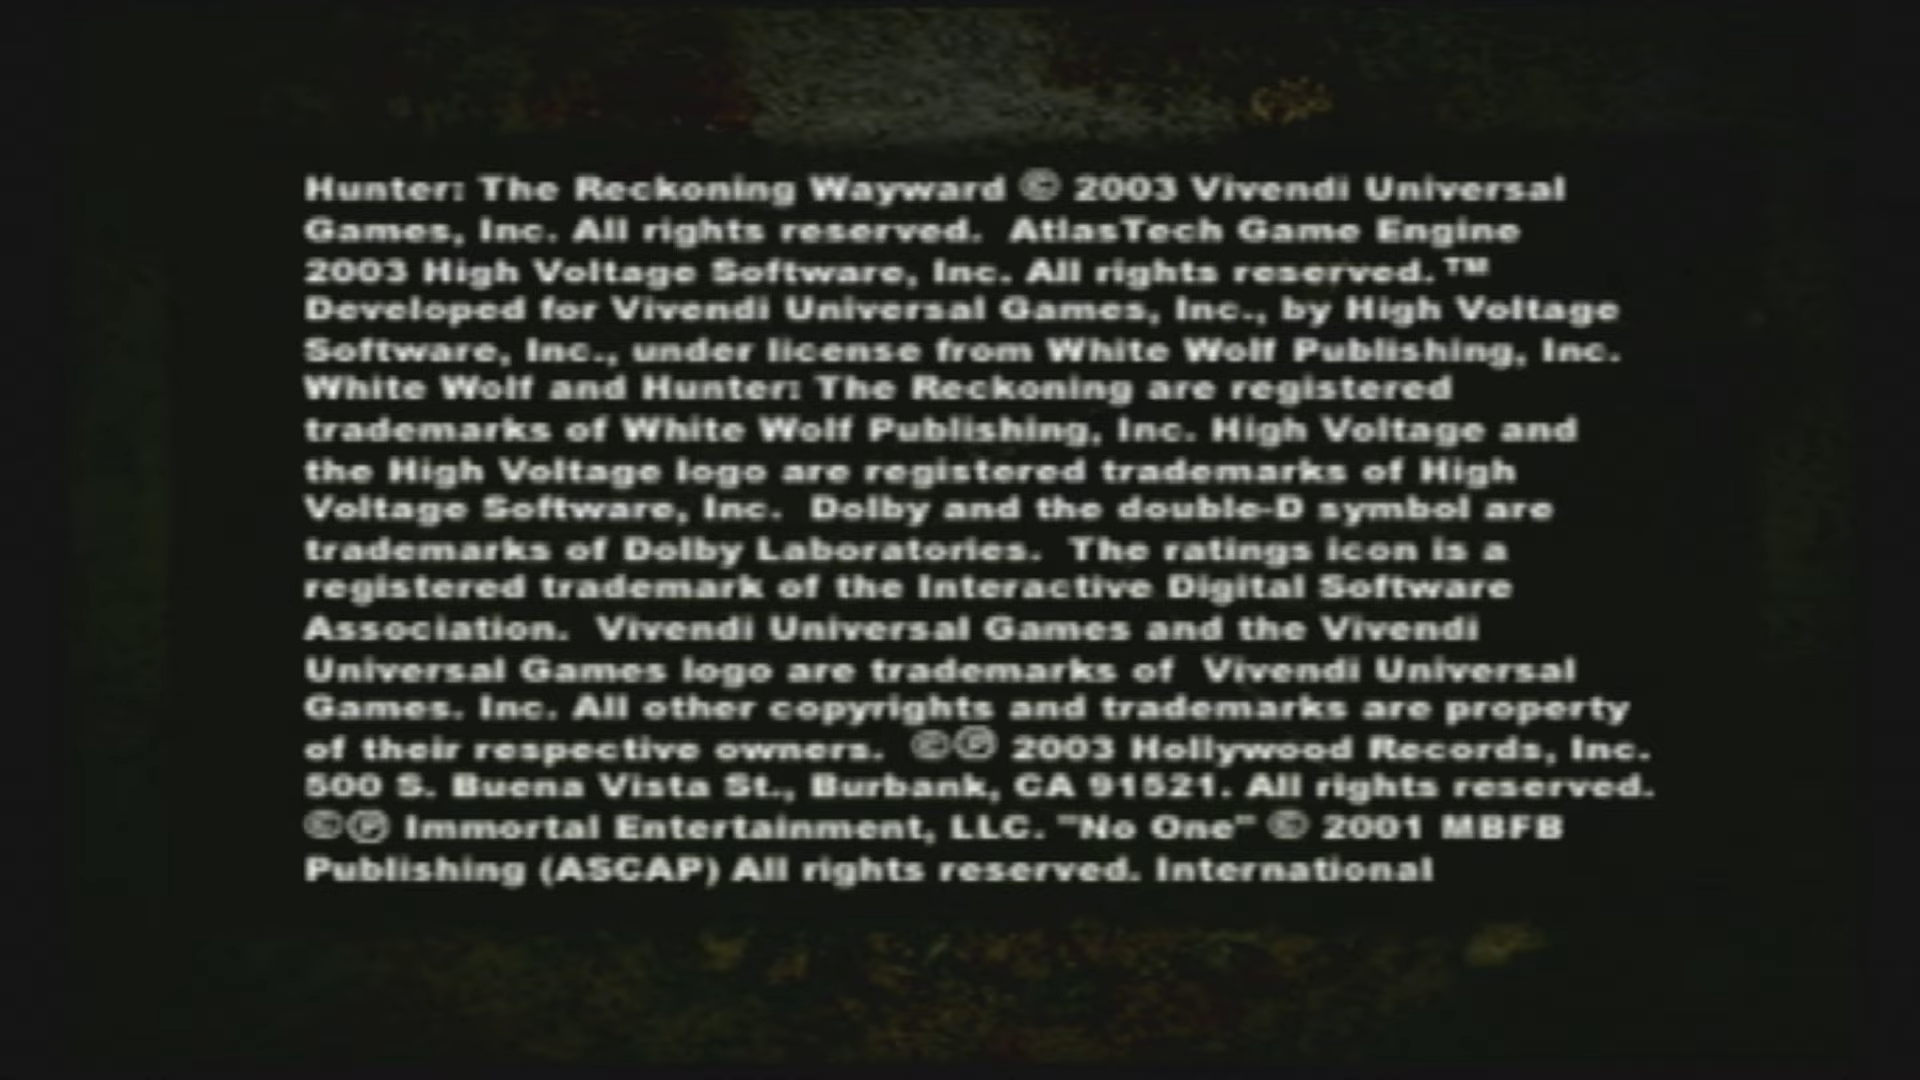 Hunter: The Reckoning Wayward © 2003 Vivendi Universal
Games, Inc. All rights reserved.  AtlasTech Game Engine
2003 High Voltage Software, Inc. All rights reserved.™
Developed for Vivendi Universal Games, Inc., by High Voltage
Software, Inc., under license from White Wolf Publishing, Inc.
White Wolf and Hunter: The Reckoning are registered
trademarks of White Wolf Publishing, Inc. High Voltage and
the High Voltage logo are registered trademarks of High
Voltage Software, Inc.  Dolby and the double-D symbol are
trademarks of Dolby Laboratories.  The ratings icon is a
registered trademark of the Interactive Digital Software
Association.  Vivendi Universal Games and the Vivendi
Universal Games logo are trademarks of  Vivendi Universal
Games. Inc. All other copyrights and trademarks are property
of their respective owners.  ©℗ 2003 Hollywood Records, Inc.
500 S. Buena Vista St., Burbank, CA 91521. All rights reserved.
©℗ Immortal Entertainment, LLC. "No One" © 2001 MBFB
Publishing (ASCAP) All rights reserved. International